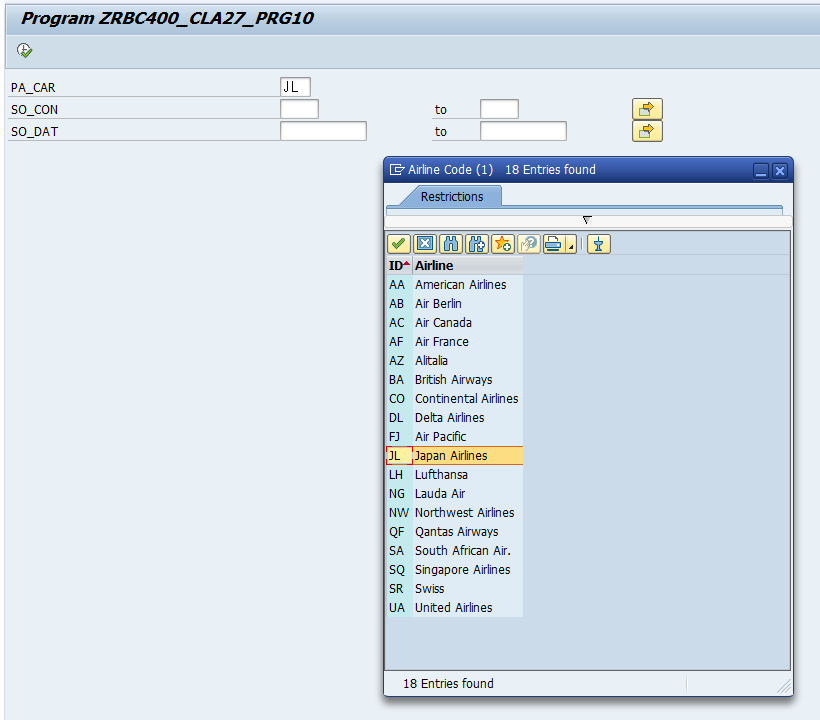 Program ZRBC400_CLA27_PRG10
PA_CAR JL
SO_CON to
SO_DAT to
Airline Code (1) 18 Entries found
Restrictions
ID Airline
AA American Airlines
AB Air Berlin
AC Air Canada
AF Air France
AZ Alitalia
BA British Airways
CO Continental Airlines
DL Delta Airlines
FJ Air Pacific
JL Japan Airlines
LH Lufthansa
NG Lauda Air
NW Northwest Airlines
QF Qantas Airways
SA South African Air.
SQ Singapore Airlines
SR Swiss
UA United Airlines
18 Entries found